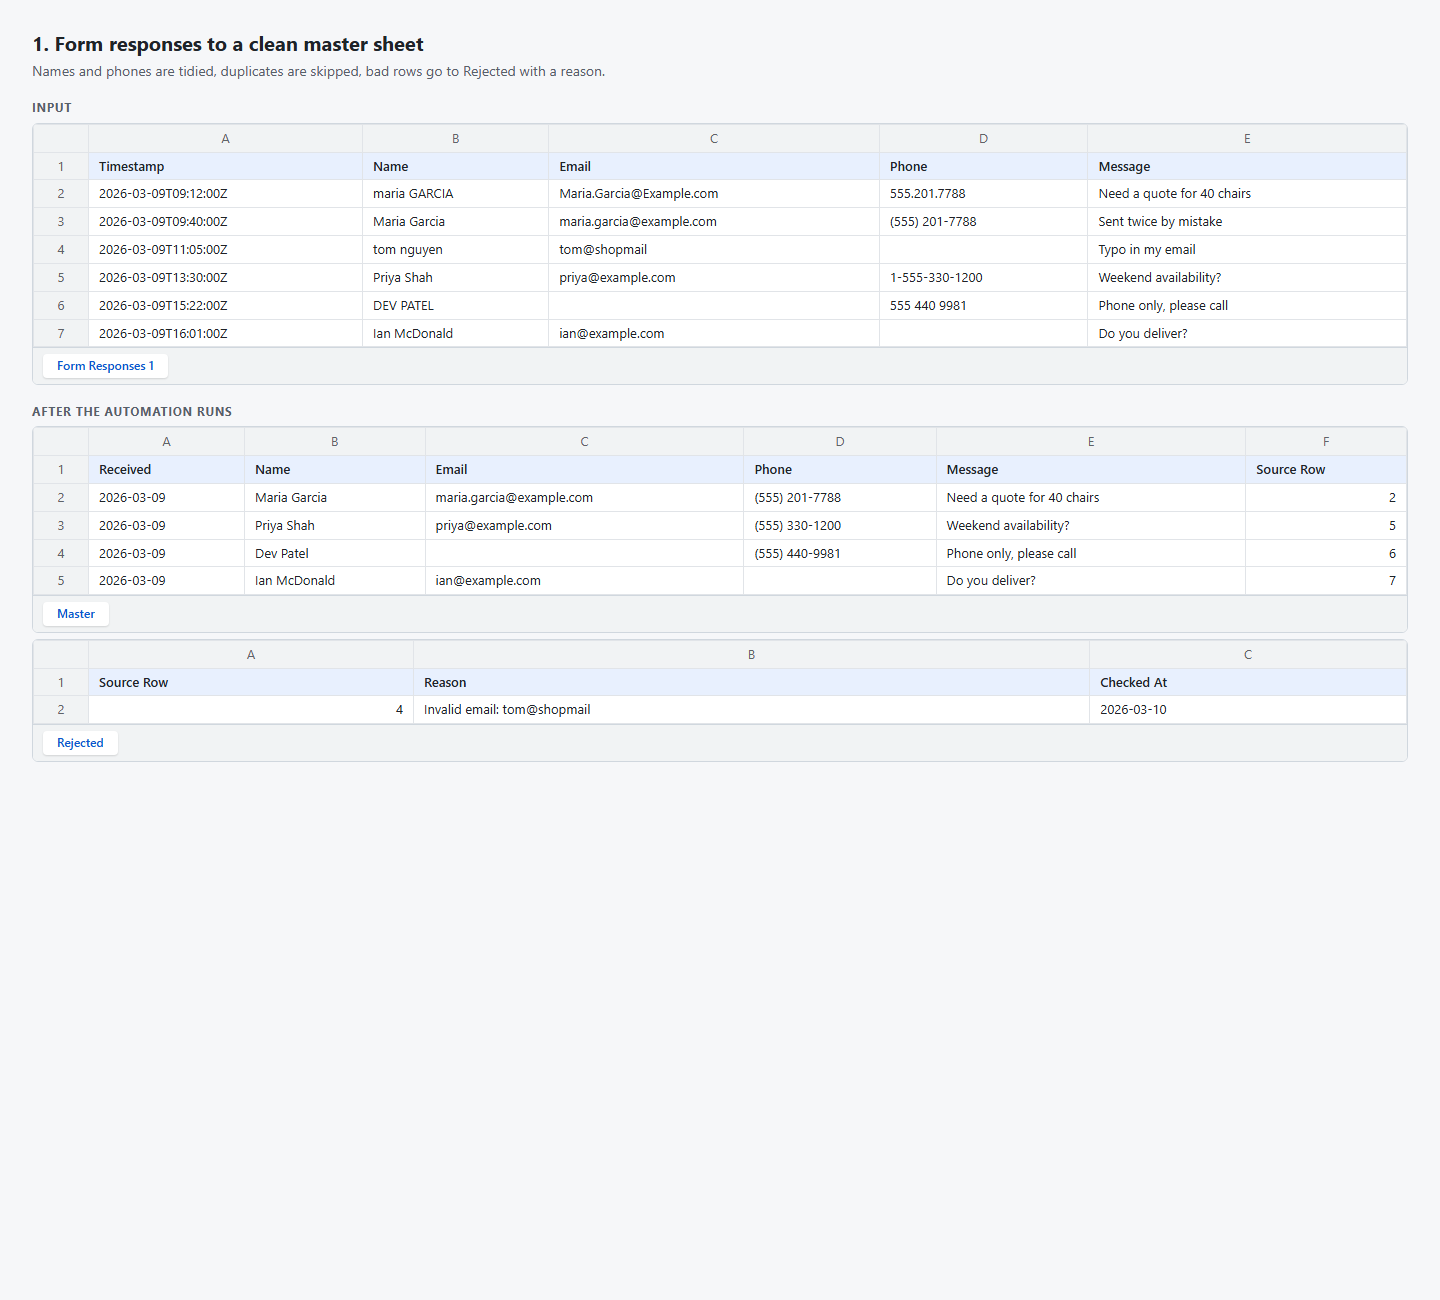 1. Form responses to a clean master sheet
Names and phones are tidied, duplicates are skipped, bad rows go to Rejected with a reason.
INPUT
A B C D E
1 Timestamp Name Email Phone Message
2 2026-03-09T09:12:00Z maria GARCIA Maria.Garcia@Example.com 555.201.7788 Need a quote for 40 chairs
3 2026-03-09T09:40:00Z Maria Garcia maria.garcia@example.com (555) 201-7788 Sent twice by mistake
4 2026-03-09T11:05:00Z tom nguyen tom@shopmail Typo in my email
5 2026-03-09T13:30:00Z Priya Shah priya@example.com 1-555-330-1200 Weekend availability?
6 2026-03-09T15:22:00Z DEV PATEL 555 440 9981 Phone only, please call
7 2026-03-09T16:01:00Z Ian McDonald ian@example.com Do you deliver?
Form Responses 1
AFTER THE AUTOMATION RUNS
A B C D E F
1 Received Name Email Phone Message Source Row
2 2026-03-09 Maria Garcia maria.garcia@example.com (555) 201-7788 Need a quote for 40 chairs 2
3 2026-03-09 Priya Shah priya@example.com (555) 330-1200 Weekend availability? 5
4 2026-03-09 Dev Patel (555) 440-9981 Phone only, please call 6
5 2026-03-09 Ian McDonald ian@example.com Do you deliver? 7
Master
A B C
1 Source Row Reason Checked At
2 4 Invalid email: tom@shopmail 2026-03-10
Rejected